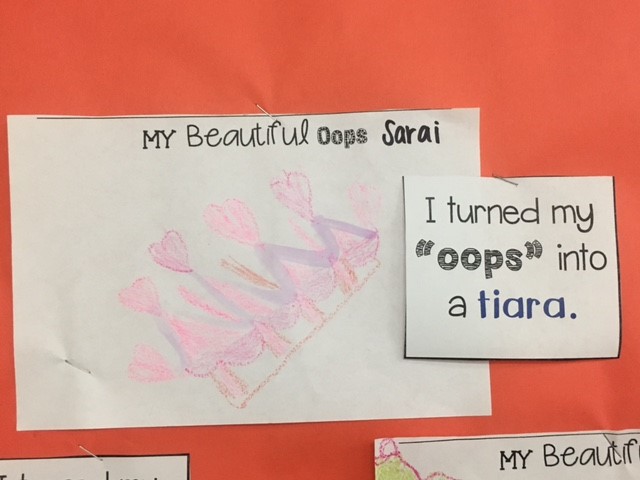 MY Beautiful oops Sarai
I turned my
"oops" into
a tiara.
MY Beautif